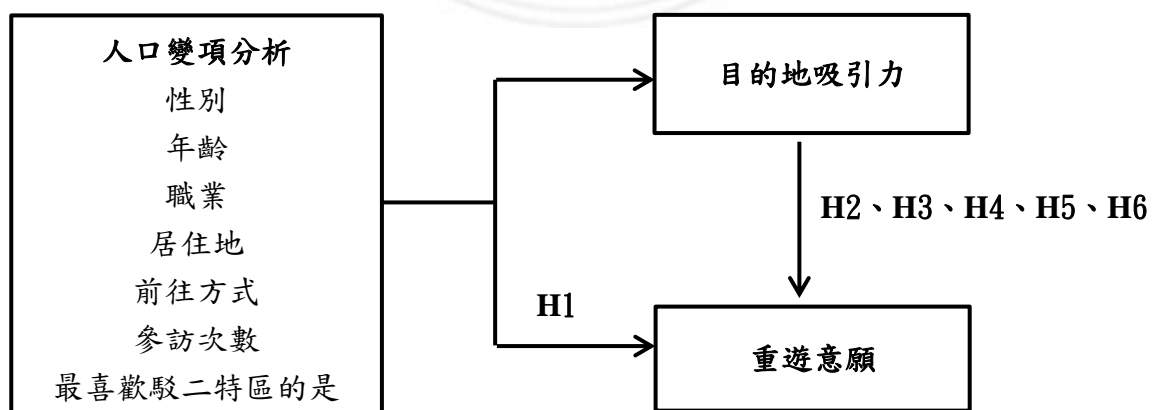 人口變項分析
性別
年齡
職業
居住地
前往方式
參訪次數
最喜歡駁二特區的是
目的地吸引力
H2、H3、H4、H5、H6
H1
重遊意願